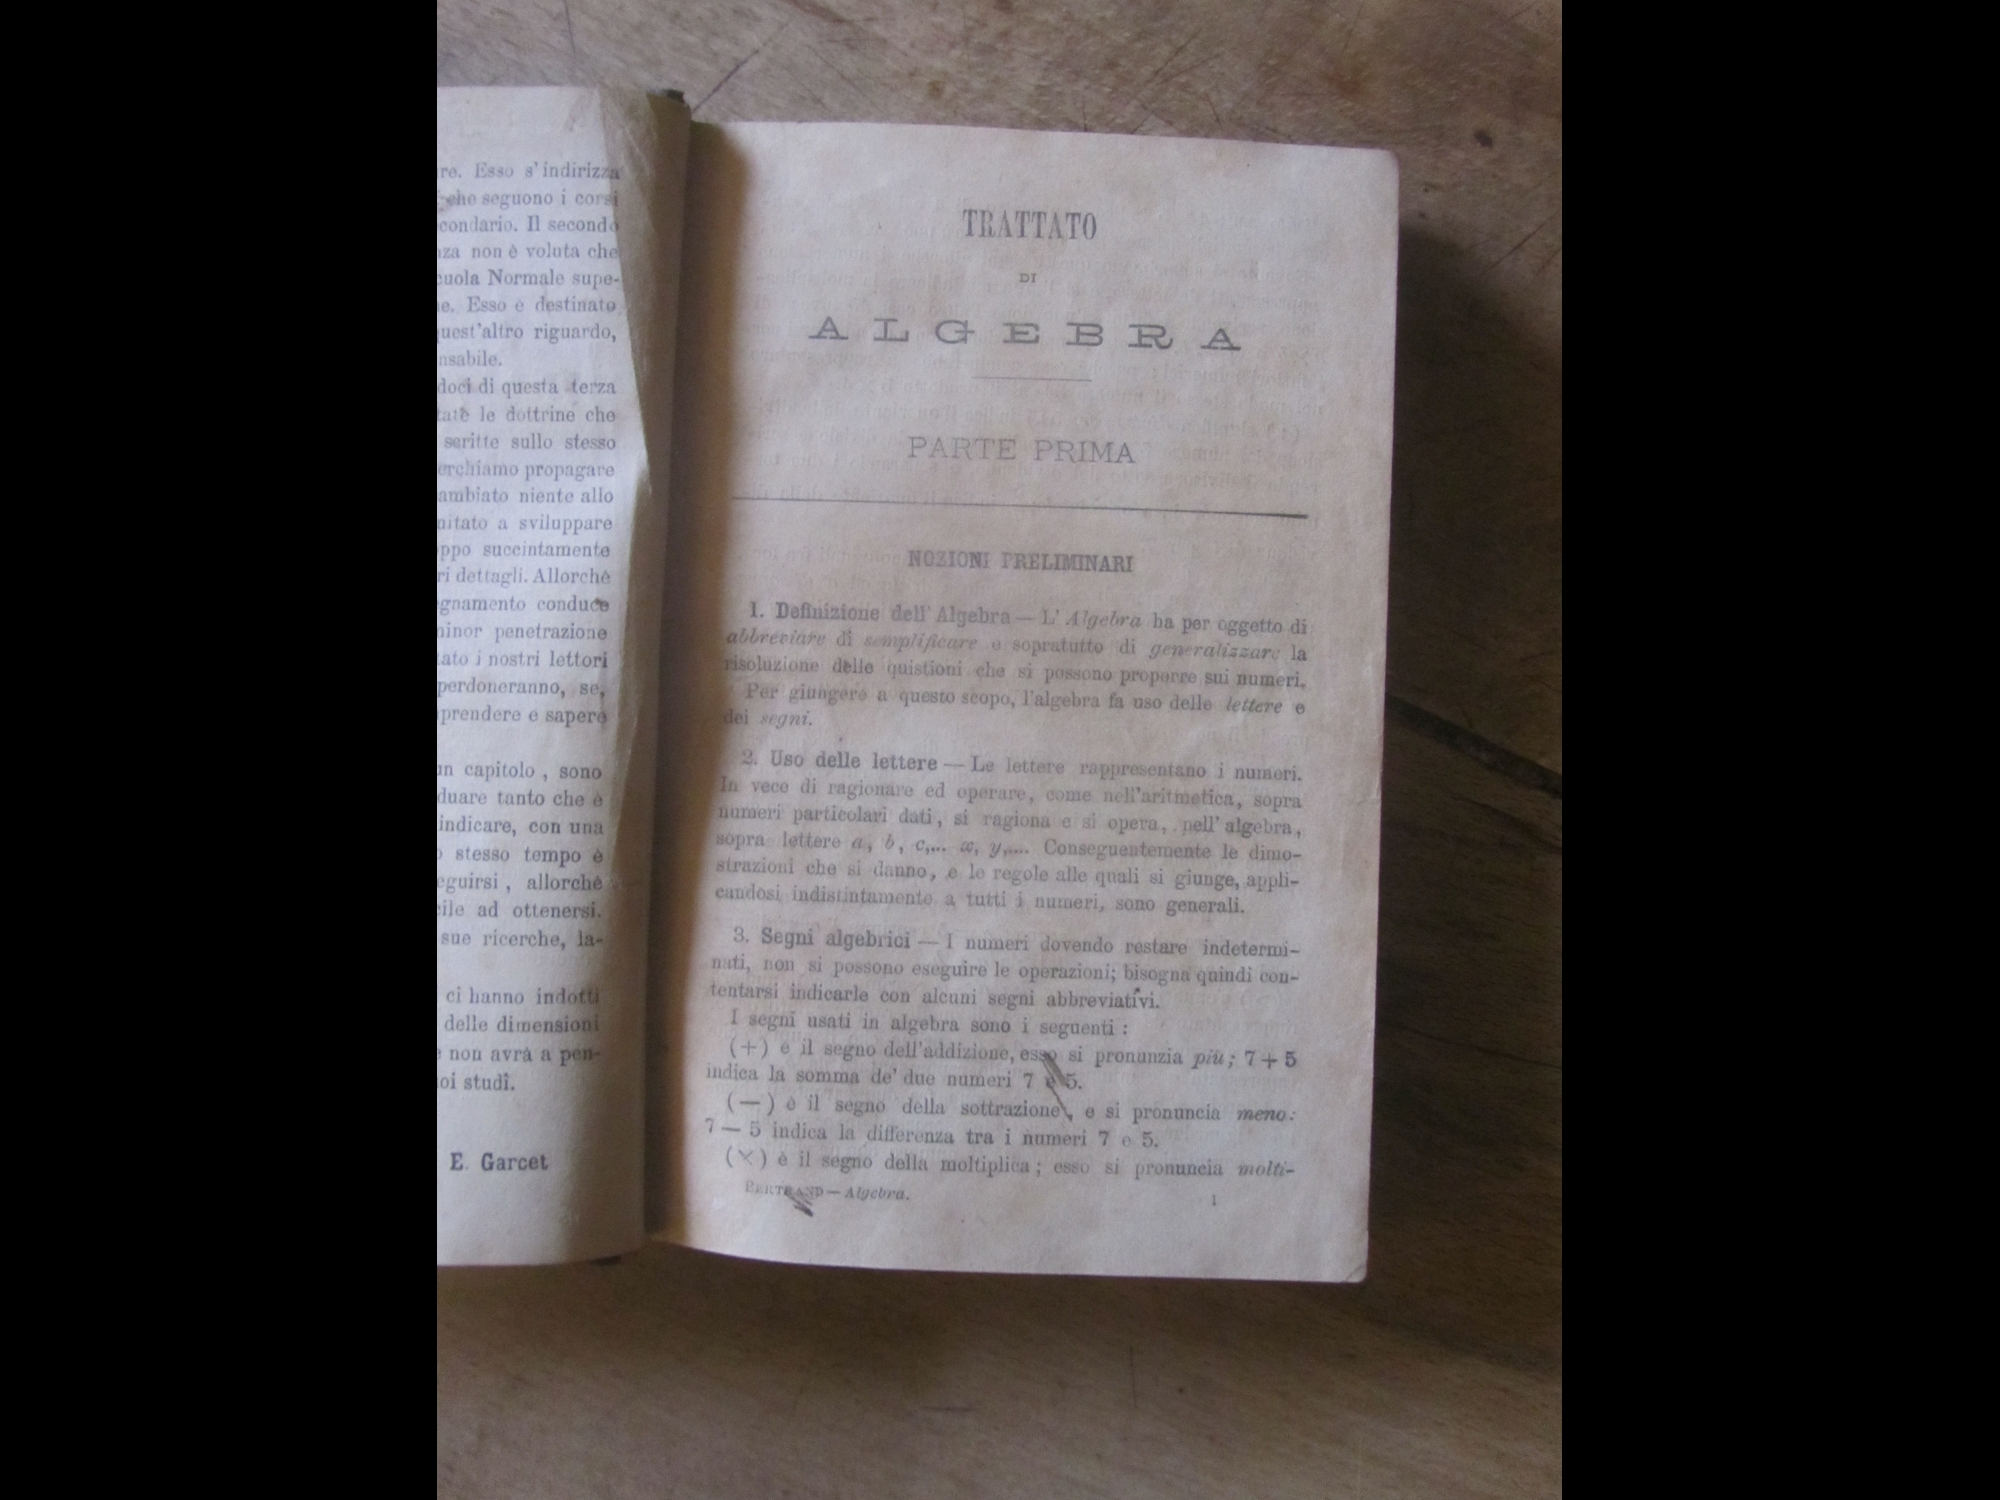 re. Esso s'indirizza
che seguono i corsi
condario. Il secondo
nza non è voluta che
cuola Normale supe-
ne. Esso è destinato
quest'altro riguardo,
nsabile.
doci di questa terza
tate le dottrine che
scritte sullo stesso
erchiamo propagare
ambiato niente allo
mitato a sviluppare
ppo succintamente
ri dettagli. Allorchè
egnamento conduce
minor penetrazione
ato i nostri lettori
perdoneranno, se,
prendere e sapere
un capitolo, sono
duare tanto che è
indicare, con una
o stesso tempo è
eguirsi, allorchè
cile ad ottenersi.
sue ricerche, la-
ci hanno indotti
delle dimensioni
e non avrà a pen-
oi studî.
E. Garcet
TRATTATO
DI
ALGEBRA
PARTE PRIMA
NOZIONI PRELIMINARI
1. Definizione dell'Algebra — L'Algebra ha per oggetto di
abbreviare di semplificare e sopratutto di generalizzare la
risoluzione delle quistioni che si possono proporre sui numeri.
Per giungere a questo scopo, l'algebra fa uso delle lettere e
dei segni.
2. Uso delle lettere — Le lettere rappresentano i numeri.
In vece di ragionare ed operare, come nell'aritmetica, sopra
numeri particolari dati, si ragiona e si opera, nell'algebra,
sopra lettere a, b, c,... x, y,.... Conseguentemente le dimo-
strazioni che si danno, e le regole alle quali si giunge, appli-
candosi indistintamente a tutti i numeri, sono generali.
3. Segni algebrici — I numeri dovendo restare indetermi-
nati, non si possono eseguire le operazioni; bisogna quindi con-
tentarsi indicarle con alcuni segni abbreviativi.
I segni usati in algebra sono i seguenti:
(+) è il segno dell'addizione, esso si pronunzia più; 7+5
indica la somma de' due numeri 7 e 5.
(—) è il segno della sottrazione, e si pronuncia meno:
7 — 5 indica la differenza tra i numeri 7 e 5.
(×) è il segno della moltiplica; esso si pronuncia molti-
BERTRAND — Algebra.
1